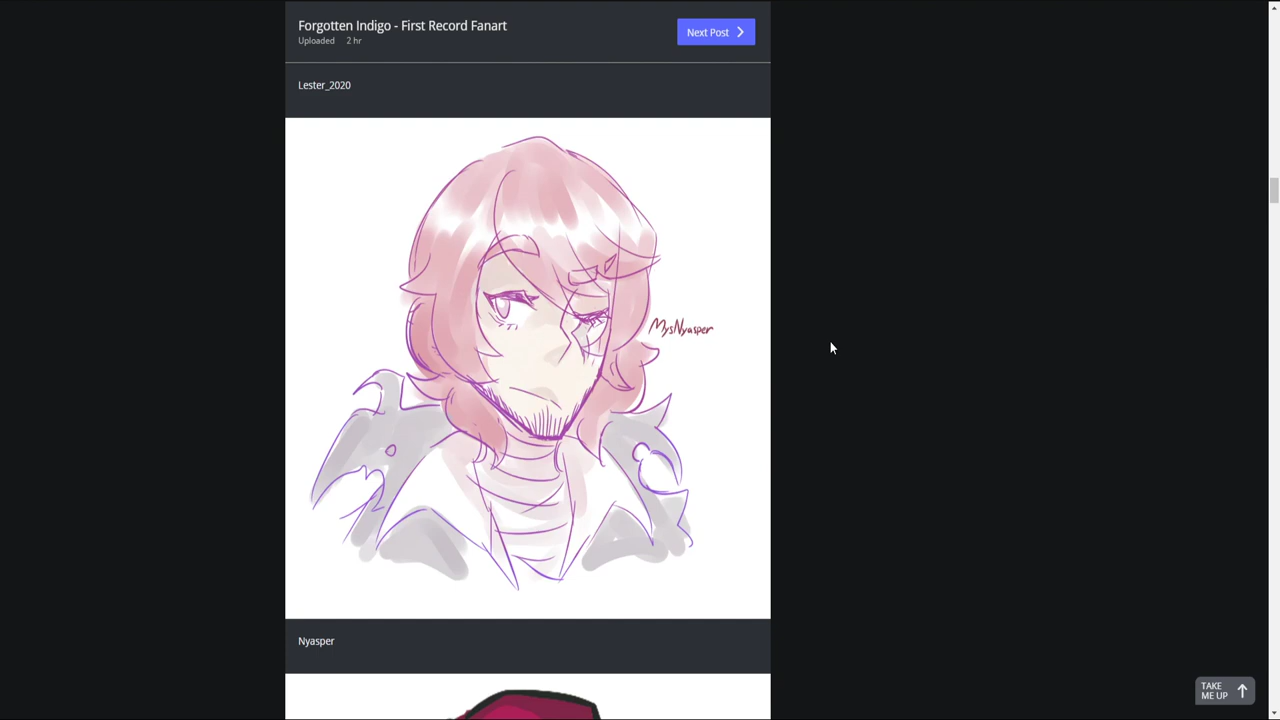 Forgotten Indigo - First Record Fanart
Uploaded 2 hr
Next Post
Lester_2020
MysNyasper
Nyasper
TAKE
ME UP